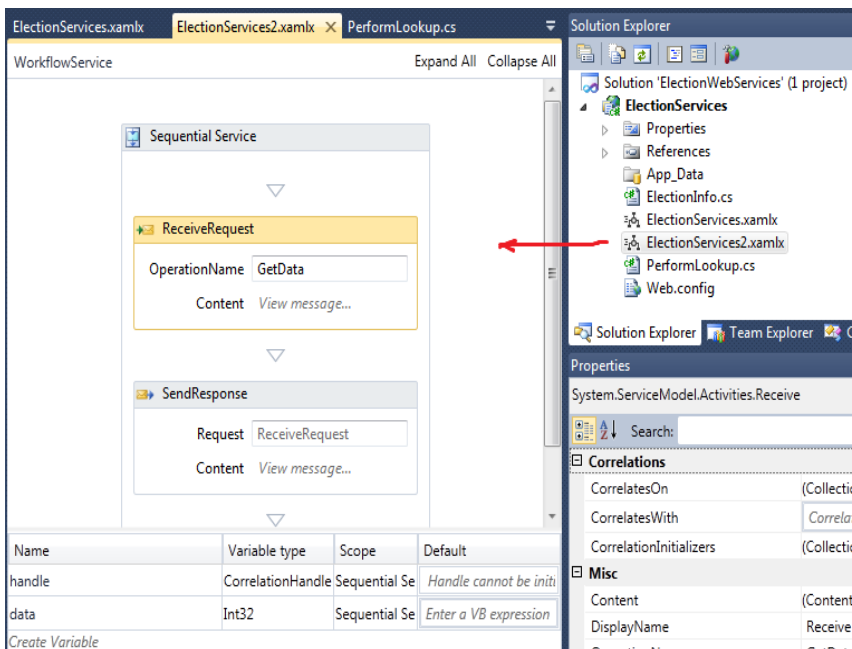 ElectionServices.xamlx ElectionServices2.xamlx PerformLookup.cs
WorkflowService Expand All Collapse All
Sequential Service
ReceiveRequest
OperationName GetData
Content View message...
SendResponse
Request ReceiveRequest
Content View message...
Name Variable type Scope Default
handle CorrelationHandle Sequential Se Handle cannot be initi
data Int32 Sequential Se Enter a VB expression
Create Variable
Solution Explorer
Solution 'ElectionWebServices' (1 project)
ElectionServices
Properties
References
App_Data
ElectionInfo.cs
ElectionServices.xamlx
ElectionServices2.xamlx
PerformLookup.cs
Web.config
Solution Explorer Team Explorer
Properties
System.ServiceModel.Activities.Receive
Search:
Correlations
CorrelatesOn (Collecti
CorrelatesWith Correla
CorrelationInitializers (Collecti
Misc
Content (Content
DisplayName Receive